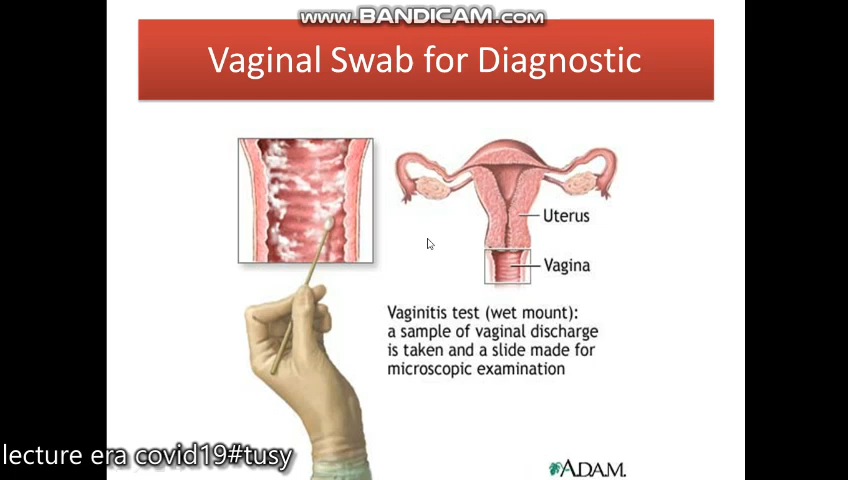 www.BANDICAM.com
Vaginal Swab for Diagnostic
Uterus
Vagina
Vaginitis test (wet mount):
a sample of vaginal discharge
is taken and a slide made for
microscopic examination
lecture era covid19#tusy
A.D.A.M.